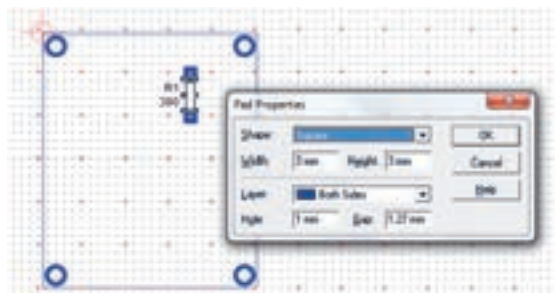 R1
390
Pad Properties
Shape: Square
Width: 3 mm Height: 3 mm
Layer: Both Sides
Hole: 1 mm Gap: 1.27 mm
OK
Cancel
Help